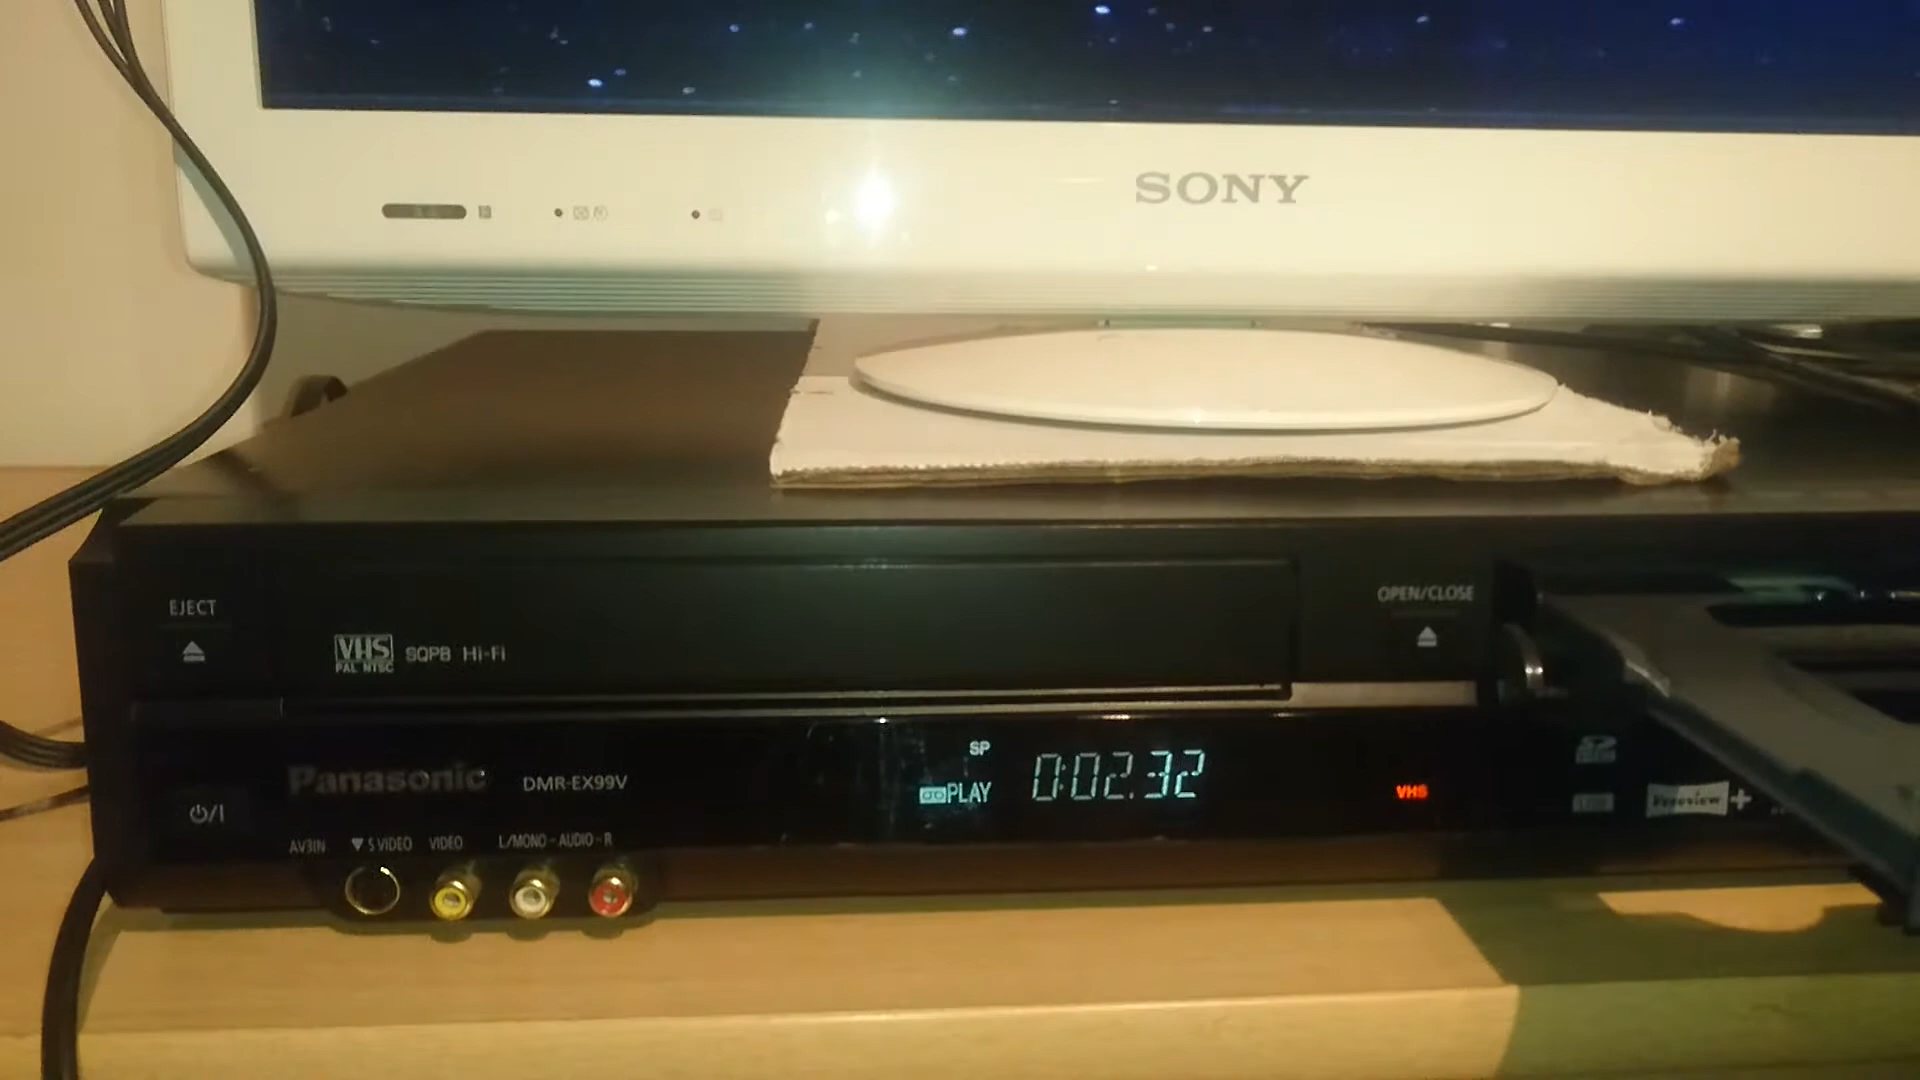 SONY
EJECT
OPEN/CLOSE
VHS
PAL NTSC
SQPB Hi-Fi
SP
Panasonic
DMR-EX99V
PLAY
0:02.32
VHS
Freeview+
AV3IN
S VIDEO
VIDEO
L/MONO - AUDIO - R